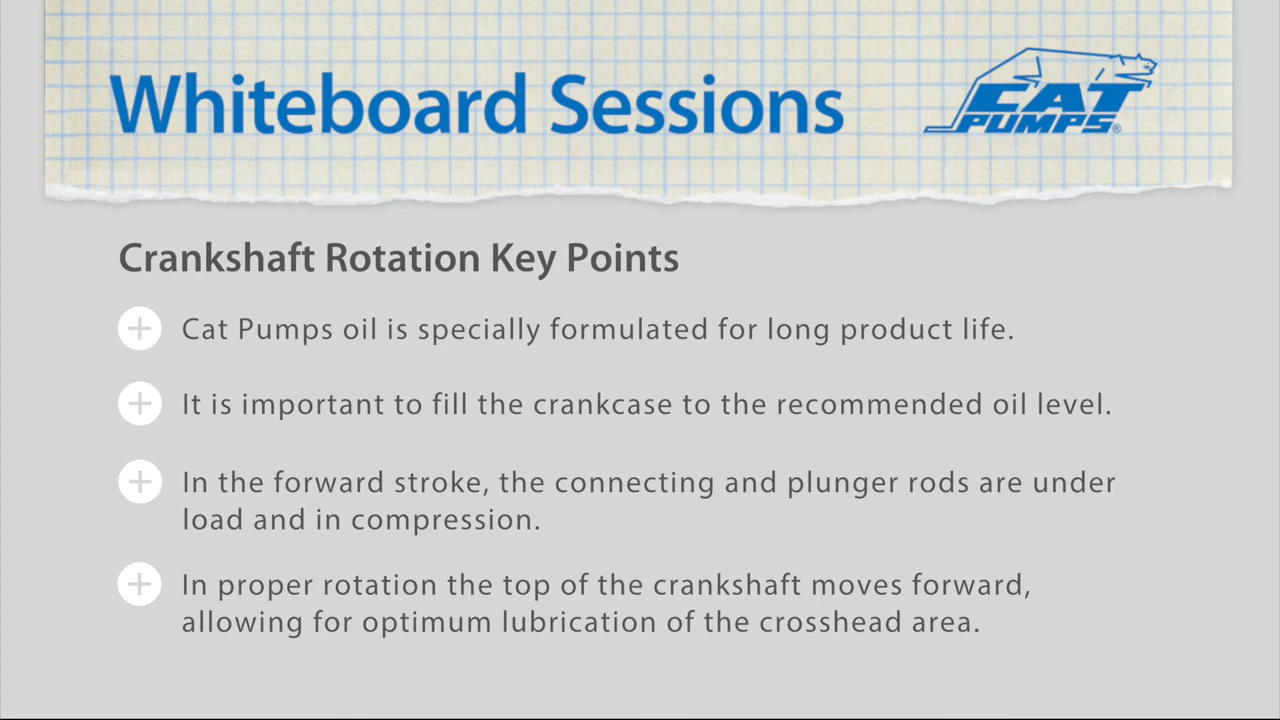 Whiteboard Sessions
CAT
PUMPS®
Crankshaft Rotation Key Points
Cat Pumps oil is specially formulated for long product life.
It is important to fill the crankcase to the recommended oil level.
In the forward stroke, the connecting and plunger rods are under
load and in compression.
In proper rotation the top of the crankshaft moves forward,
allowing for optimum lubrication of the crosshead area.